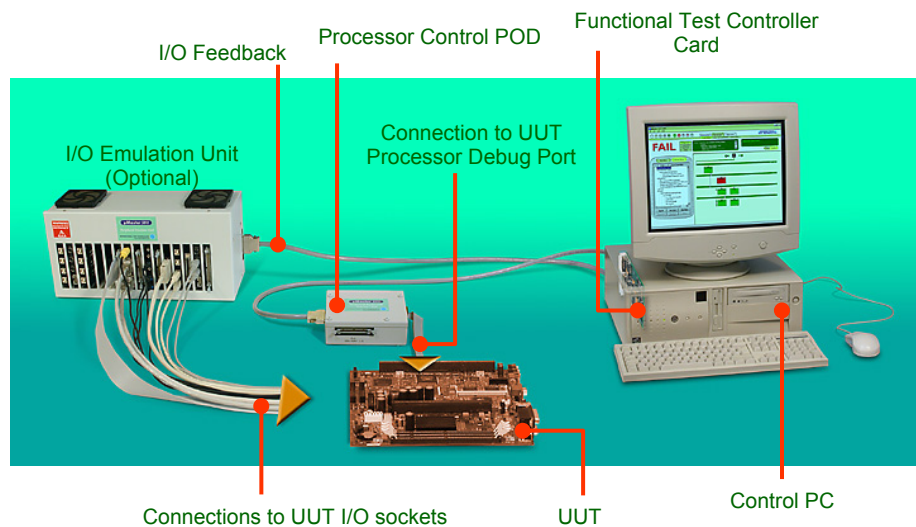 Functional Test Controller
Card
Processor Control POD
I/O Feedback
Connection to UUT
Processor Debug Port
I/O Emulation Unit
(Optional)
FAIL
Connections to UUT I/O sockets
UUT
Control PC